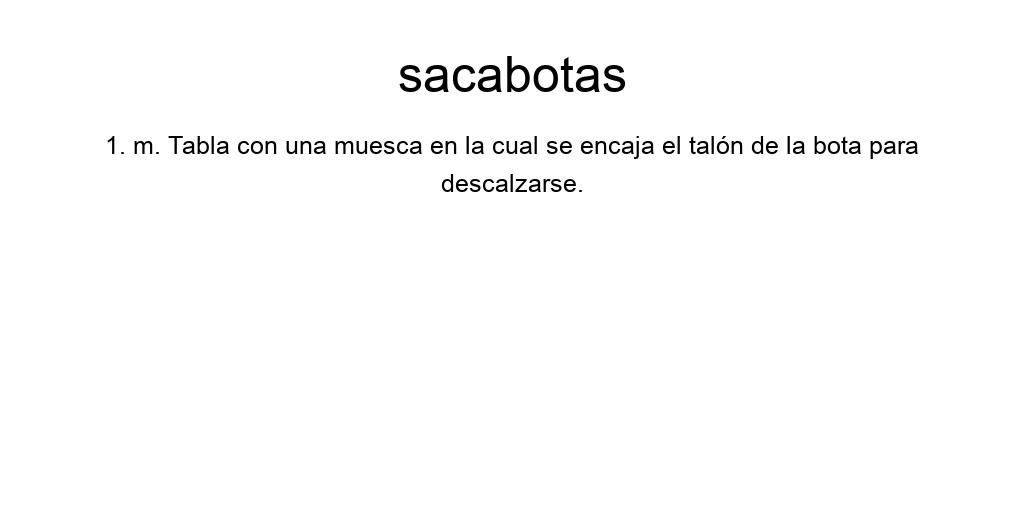 sacabotas
1. m. Tabla con una muesca en la cual se encaja el talón de la bota para
descalzarse.